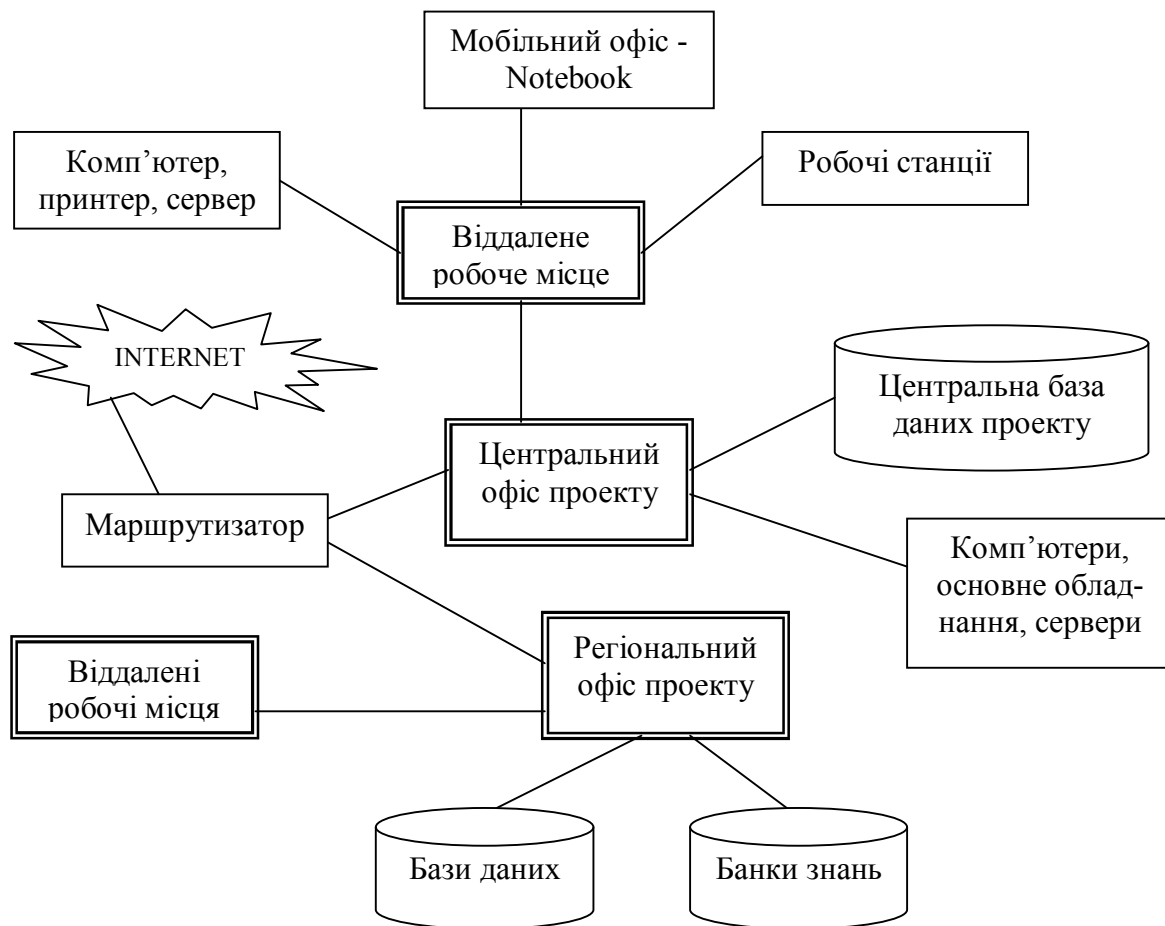 Мобільний офіс -
Notebook
Комп’ютер,
принтер, сервер
Робочі станції
Віддалене
робоче місце
INTERNET
Центральна база
даних проекту
Центральний
офіс проекту
Маршрутизатор
Комп’ютери,
основне облад-
нання, сервери
Регіональний
офіс проекту
Віддалені
робочі місця
Бази даних
Банки знань